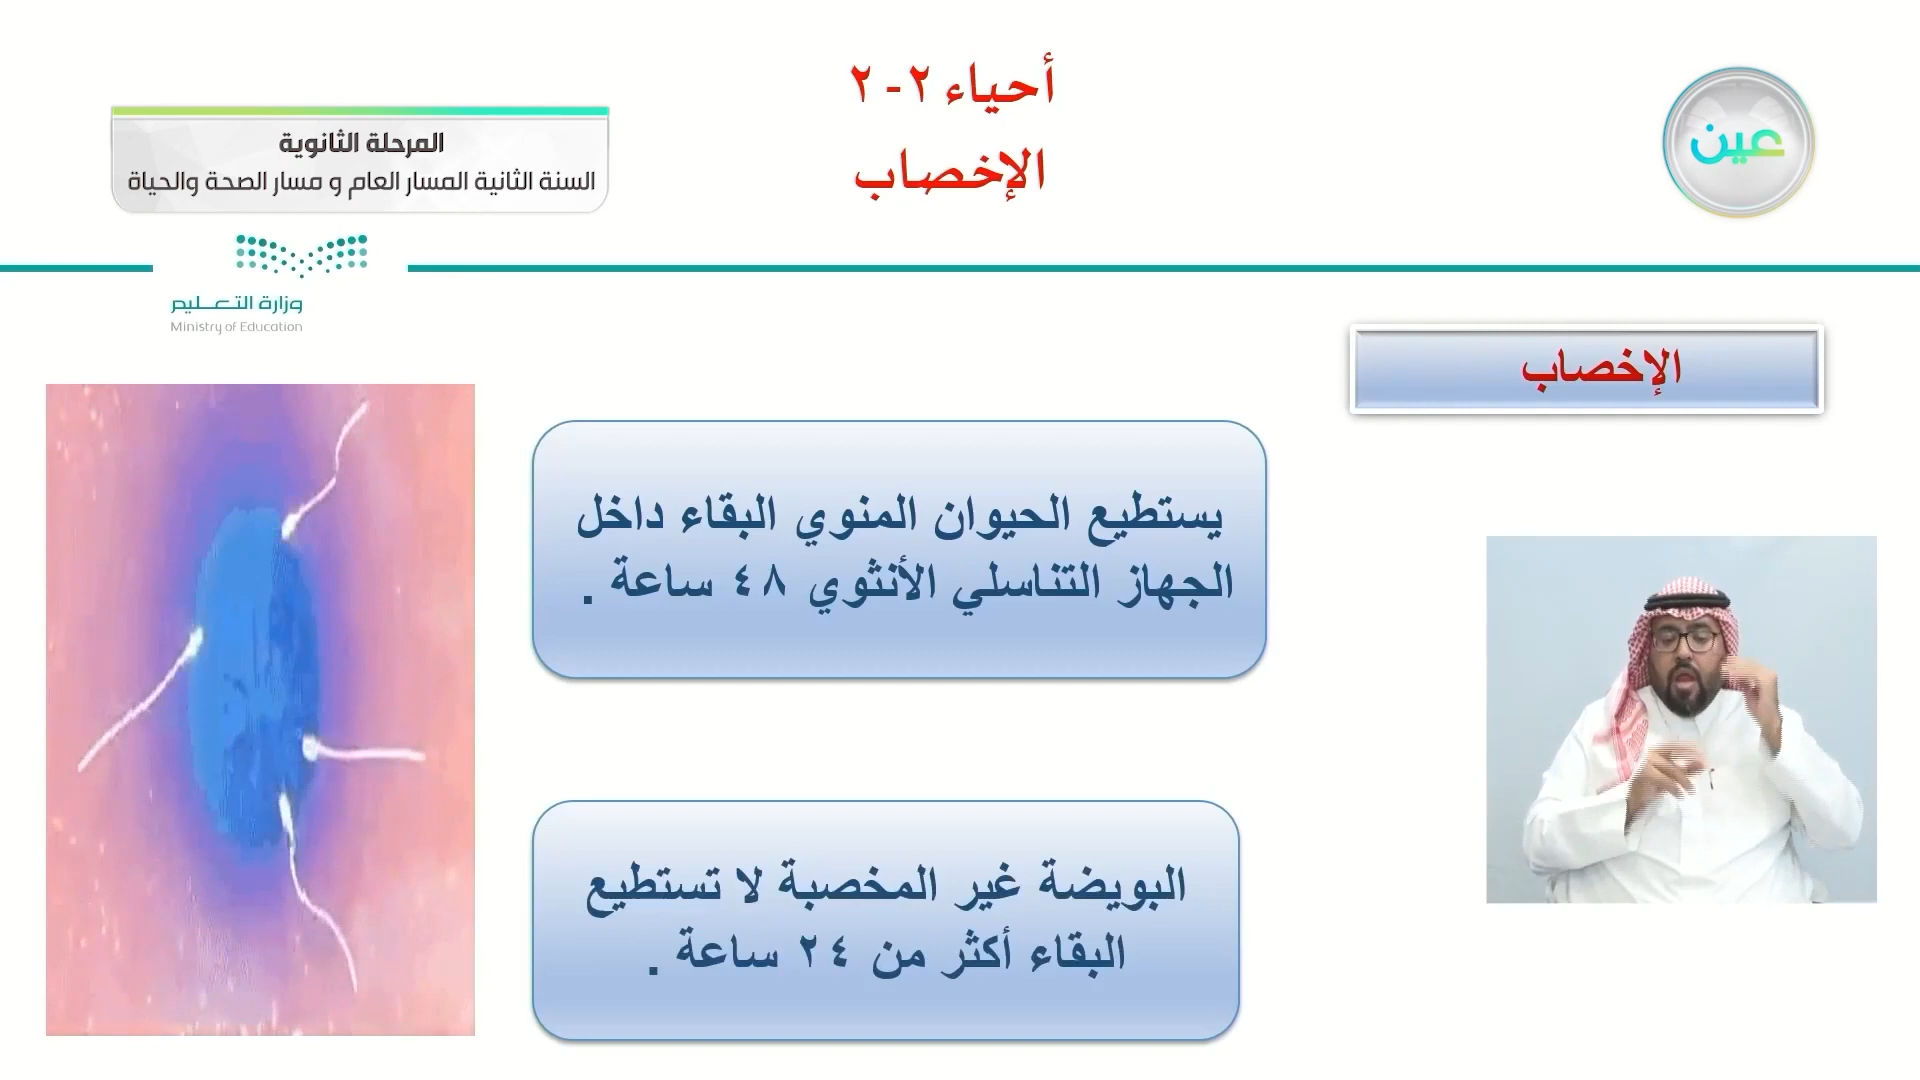 أحياء ٢ - ٢
الإخصاب
عين
المرحلة الثانوية
السنة الثانية المسار العام و مسار الصحة والحياة
وزارة التعليم
Ministry of Education
الإخصاب
يستطيع الحيوان المنوي البقاء داخل
الجهاز التناسلي الأنثوي ٤٨ ساعة .
البويضة غير المخصبة لا تستطيع
البقاء أكثر من ٢٤ ساعة .